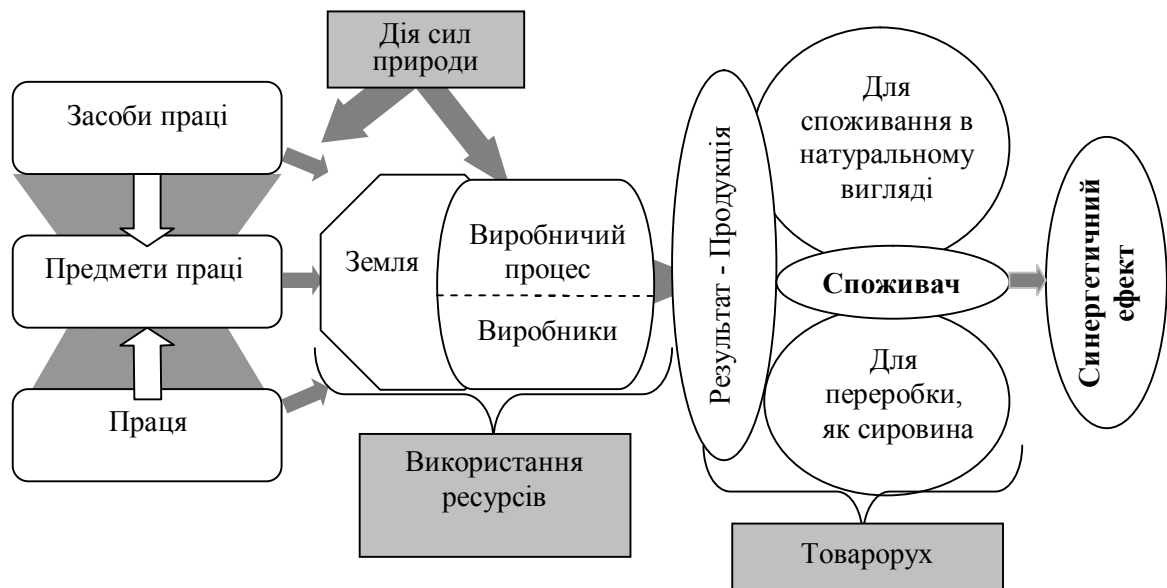 Дія сил
природи
Засоби праці
Предмети праці
Праця
Земля
Виробничий
процес
Виробники
Використання
ресурсів
Результат - Продукція
Для
споживання в
натуральному
вигляді
Споживач
Для
переробки,
як сировина
Товарорух
Синергетичний
ефект